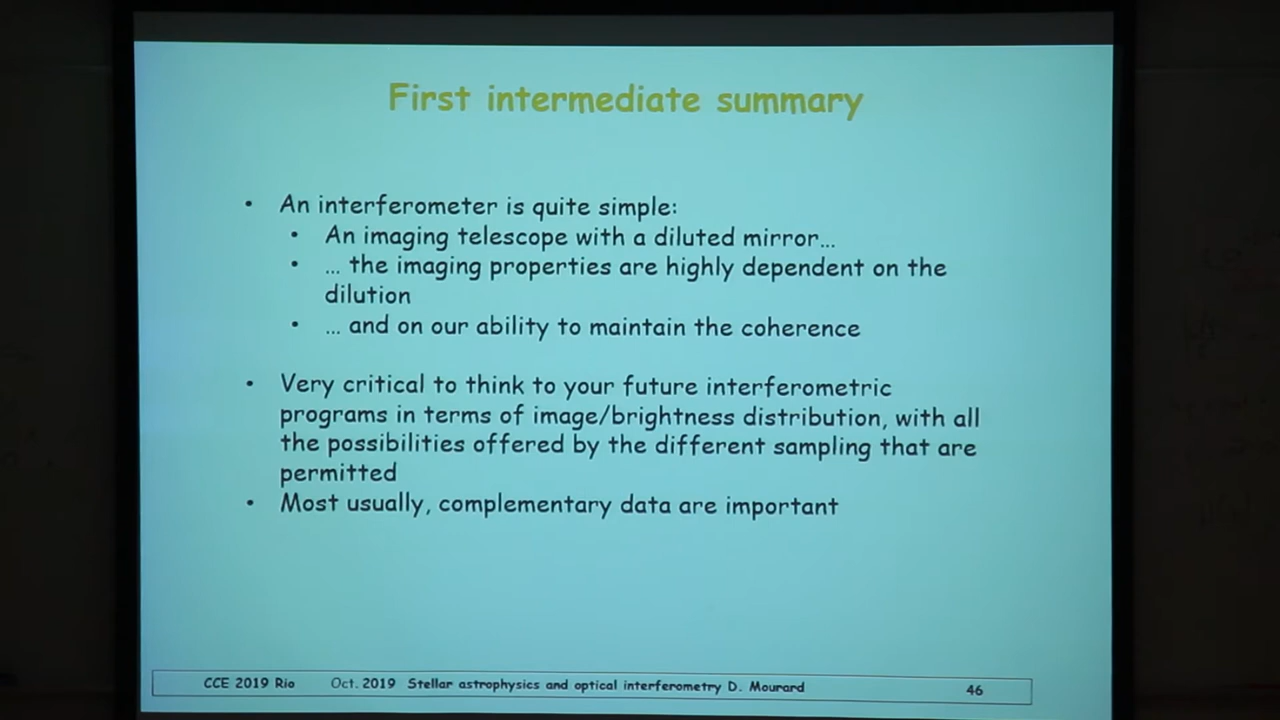 First intermediate summary
• An interferometer is quite simple:
• An imaging telescope with a diluted mirror...
• ... the imaging properties are highly dependent on the
dilution
• ... and on our ability to maintain the coherence
• Very critical to think to your future interferometric
programs in terms of image/brightness distribution, with all
the possibilities offered by the different sampling that are
permitted
• Most usually, complementary data are important
CCE 2019 Rio Oct. 2019 Stellar astrophysics and optical interferometry D. Mourard 46